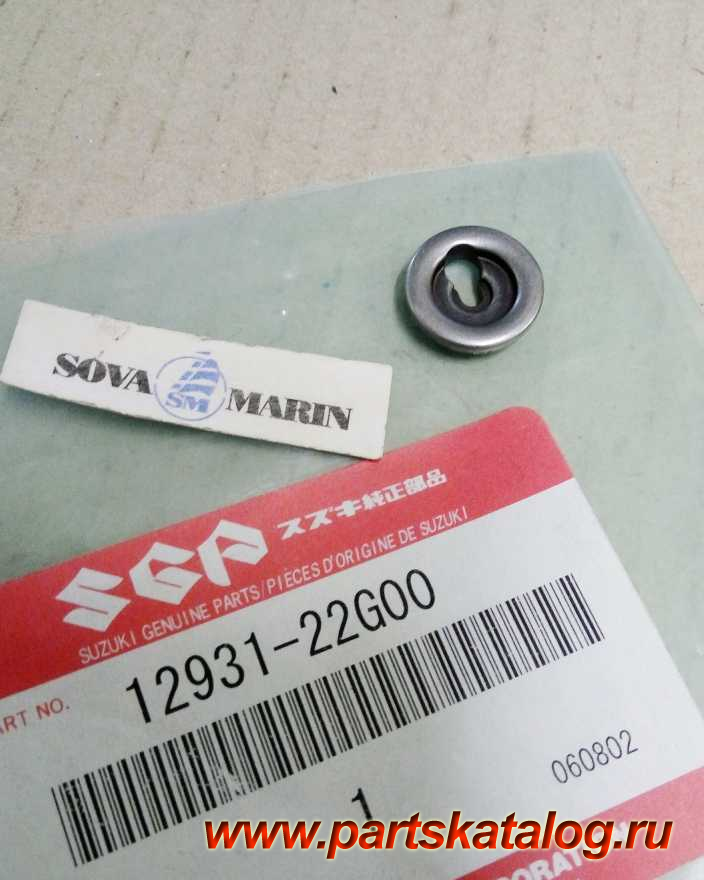 SOVA MARIN
SM
SGP スズキ純正部品
SUZUKI GENUINE PARTS/PIÈCES D'ORIGINE DE SUZUKI
PART NO. 12931-22G00
060802
1
www.partskatalog.ru